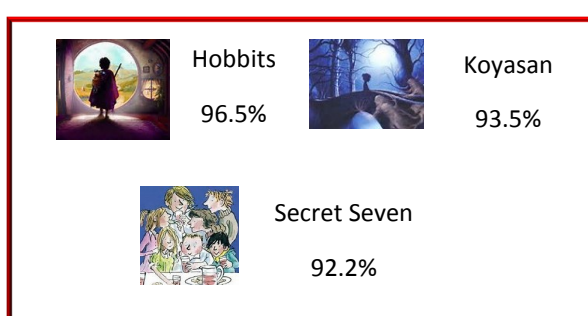 Hobbits
96.5%
Koyasan
93.5%
Secret Seven
92.2%